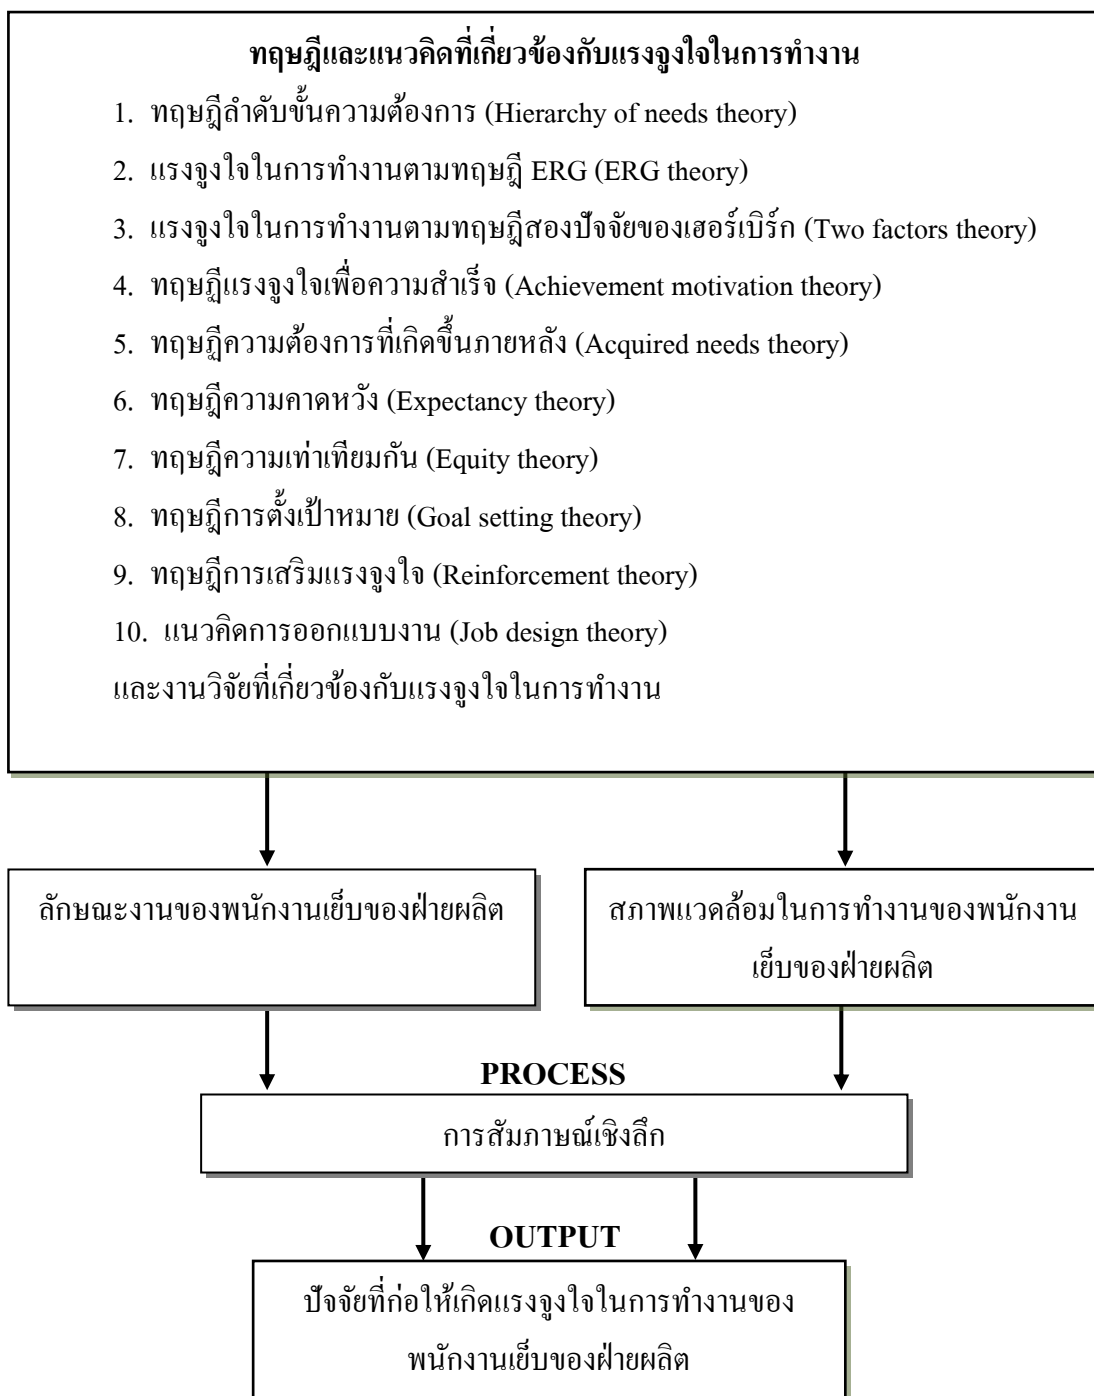 ทฤษฎีและแนวคิดที่เกี่ยวข้องกับแรงจูงใจในการทำงาน
1. ทฤษฎีลำดับขั้นความต้องการ (Hierarchy of needs theory)
2. แรงจูงใจในการทำงานตามทฤษฎี ERG (ERG theory)
3. แรงจูงใจในการทำงานตามทฤษฎีสองปัจจัยของเฮอร์เบิร์ก (Two factors theory)
4. ทฤษฏีแรงจูงใจเพื่อความสำเร็จ (Achievement motivation theory)
5. ทฤษฏีความต้องการที่เกิดขึ้นภายหลัง (Acquired needs theory)
6. ทฤษฎีความคาดหวัง (Expectancy theory)
7. ทฤษฎีความเท่าเทียมกัน (Equity theory)
8. ทฤษฎีการตั้งเป้าหมาย (Goal setting theory)
9. ทฤษฎีการเสริมแรงจูงใจ (Reinforcement theory)
10. แนวคิดการออกแบบงาน (Job design theory)
และงานวิจัยที่เกี่ยวข้องกับแรงจูงใจในการทำงาน
ลักษณะงานของพนักงานเย็บของฝ่ายผลิต
สภาพแวดล้อมในการทำงานของพนักงาน
เย็บของฝ่ายผลิต
PROCESS
การสัมภาษณ์เชิงลึก
OUTPUT
ปัจจัยที่ก่อให้เกิดแรงจูงใจในการทำงานของ
พนักงานเย็บของฝ่ายผลิต